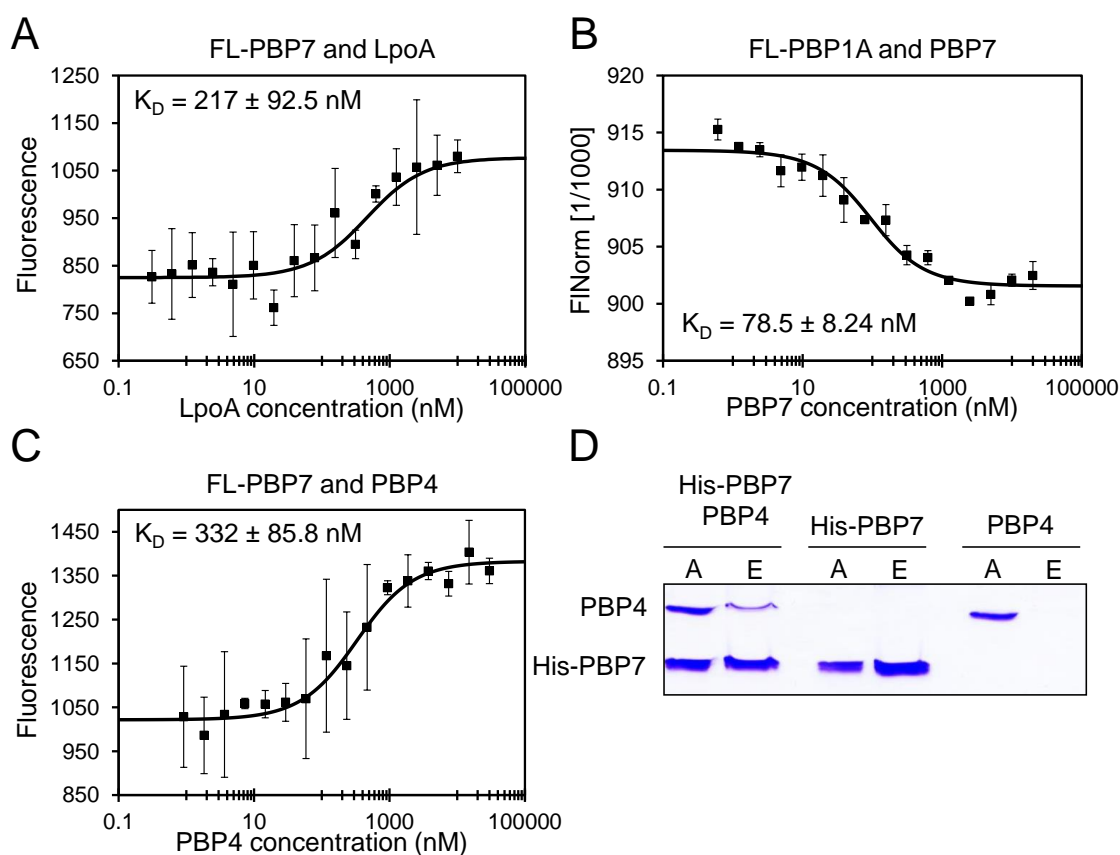 A
FL-PBP7 and LpoA
K_D = 217 ± 92.5 nM
Fluorescence
1250
1150
1050
950
850
750
650
0.1 10 1000 100000
LpoA concentration (nM)
B
FL-PBP1A and PBP7
FlNorm [1/1000]
920
915
910
905
900
895
K_D = 78.5 ± 8.24 nM
0.1 10 1000 100000
PBP7 concentration (nM)
C
FL-PBP7 and PBP4
K_D = 332 ± 85.8 nM
Fluorescence
1450
1350
1250
1150
1050
950
850
0.1 10 1000 100000
PBP4 concentration (nM)
D
His-PBP7
PBP4
His-PBP7
PBP4
A E A E A E
PBP4
His-PBP7